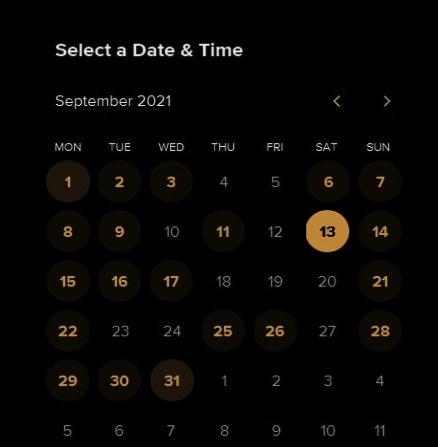 Select a Date & Time
September 2021
MON TUE WED THU FRI SAT SUN
1 2 3 4 5 6 7
8 9 10 11 12 13 14
15 16 17 18 19 20 21
22 23 24 25 26 27 28
29 30 31 1 2 3 4
5 6 7 8 9 10 11